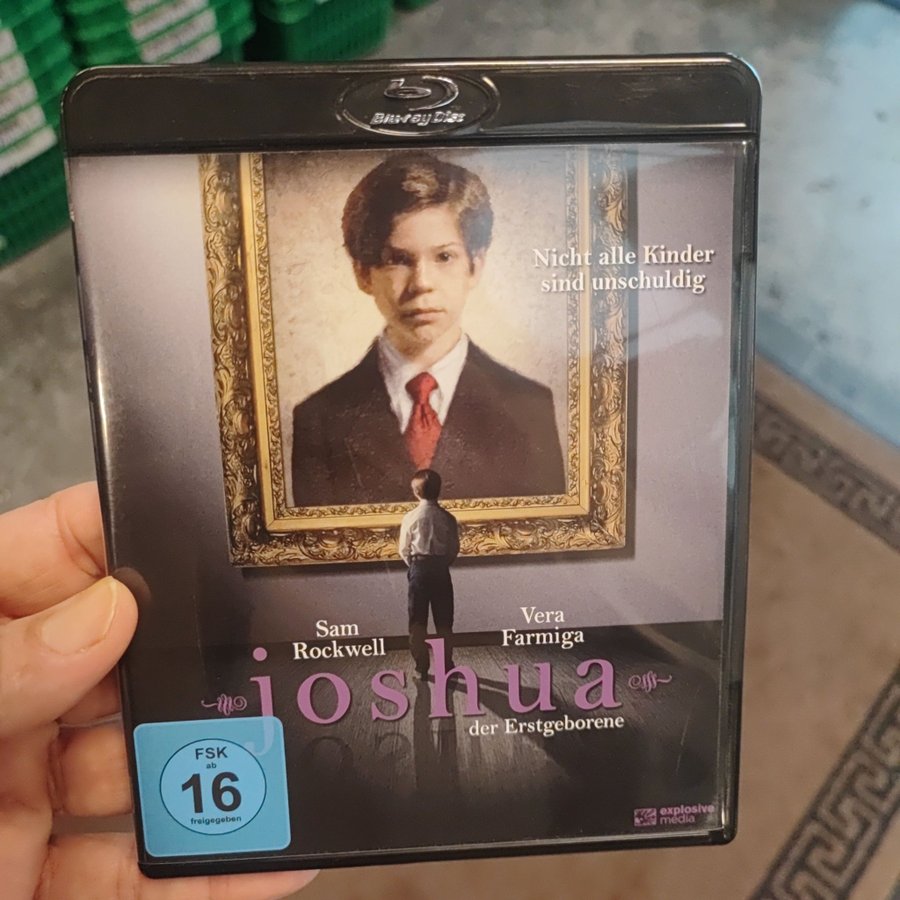 Blu-ray Disc
Nicht alle Kinder
sind unschuldig
Sam
Rockwell
Vera
Farmiga
joshua
der Erstgeborene
FSK
ab
16
freigegeben
explosive
media